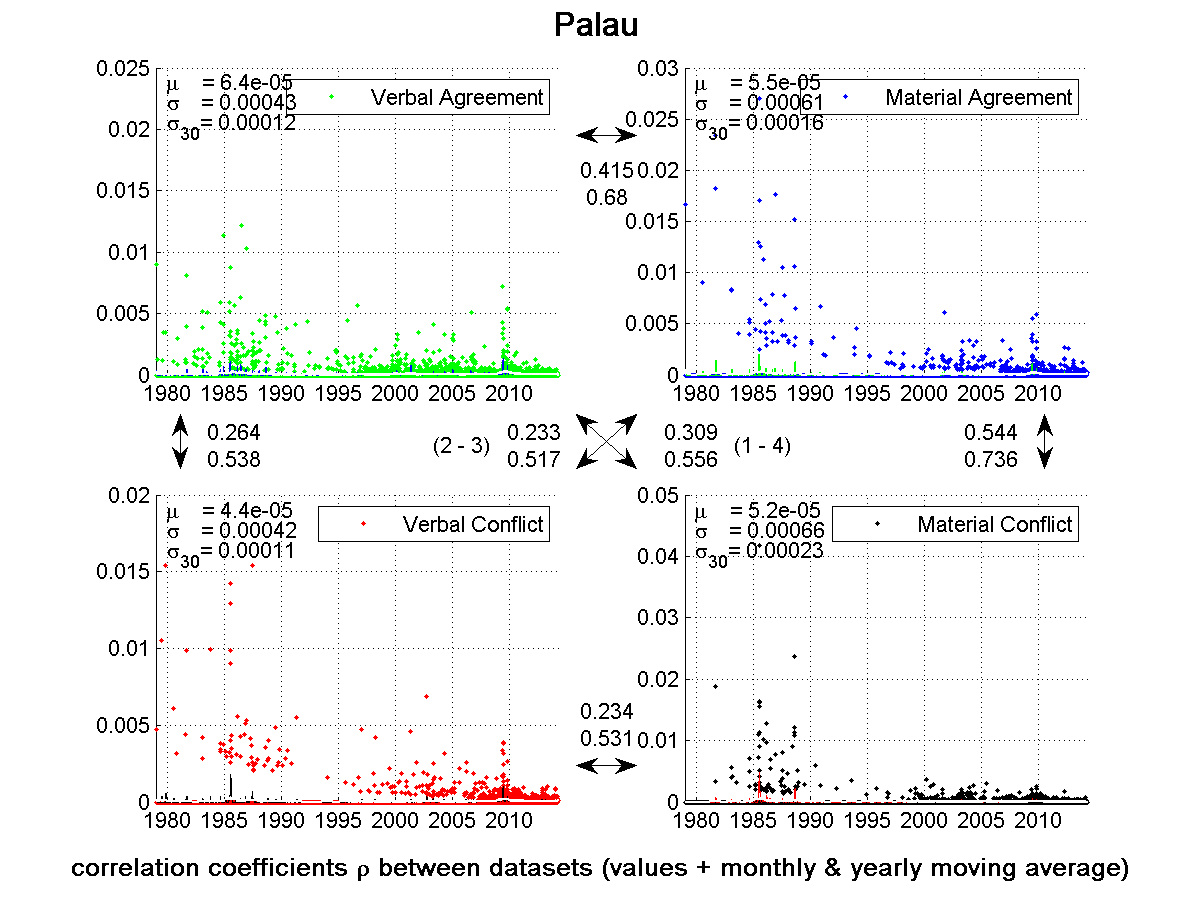 Palau
0.025
0.02
0.015
0.01
0.005
0
μ = 6.4e-05
σ = 0.00043
σ30= 0.00012
Verbal Agreement
1980 1985 1990 1995 2000 2005 2010
0.415
0.68
0.03
0.025
0.02
0.015
0.01
0.005
0
μ = 5.5e-05
σ = 0.00061
σ30= 0.00016
Material Agreement
1980 1985 1990 1995 2000 2005 2010
0.264
0.538
(2 - 3)
0.233
0.517
0.309
0.556
(1 - 4)
0.544
0.736
0.02
0.015
0.01
0.005
0
μ = 4.4e-05
σ = 0.00042
σ30= 0.00011
Verbal Conflict
1980 1985 1990 1995 2000 2005 2010
0.234
0.531
0.05
0.04
0.03
0.02
0.01
0
μ = 5.2e-05
σ = 0.00066
σ30= 0.00023
Material Conflict
1980 1985 1990 1995 2000 2005 2010
correlation coefficients ρ between datasets (values + monthly & yearly moving average)